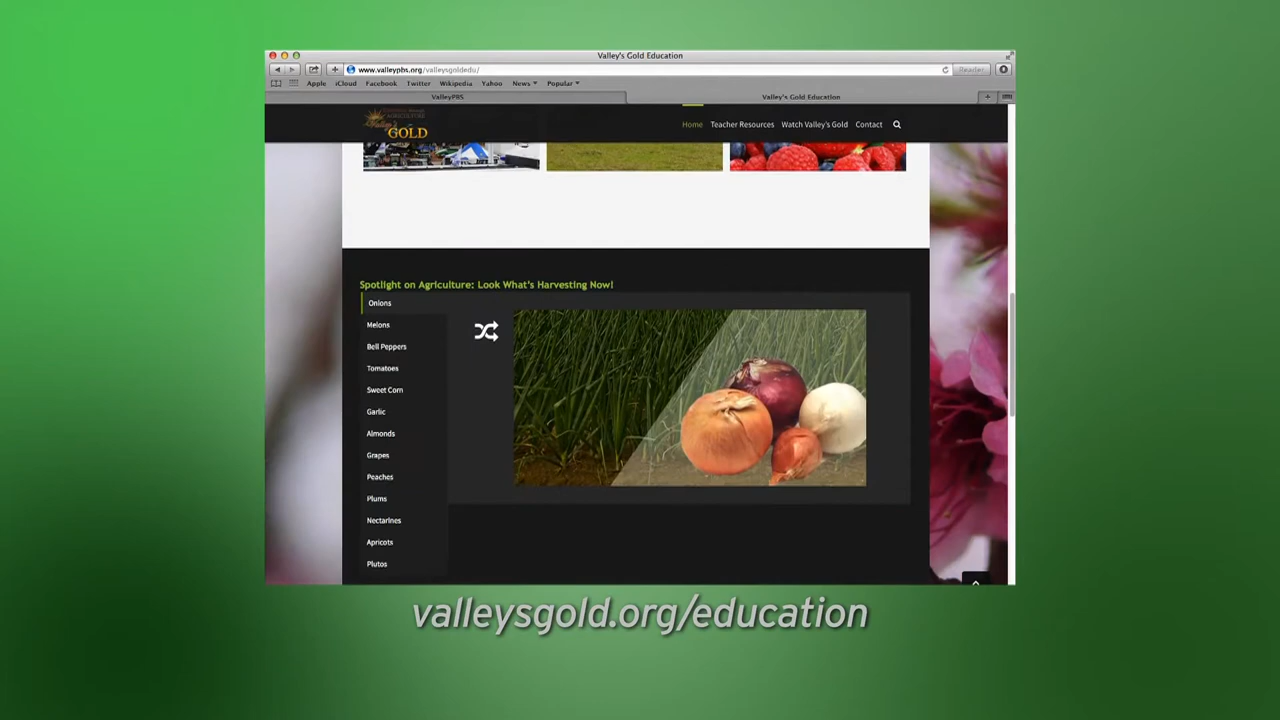 Valley's Gold Education
www.valleypbs.org/valleysgoldedu/
Reader
Apple iCloud Facebook Twitter Wikipedia Yahoo News Popular
ValleyPBS Valley's Gold Education
GOLD
Home Teacher Resources Watch Valley's Gold Contact
Spotlight on Agriculture: Look What's Harvesting Now!
Onions
Melons
Bell Peppers
Tomatoes
Sweet Corn
Garlic
Almonds
Grapes
Peaches
Plums
Nectarines
Apricots
Plutos
valleysgold.org/education